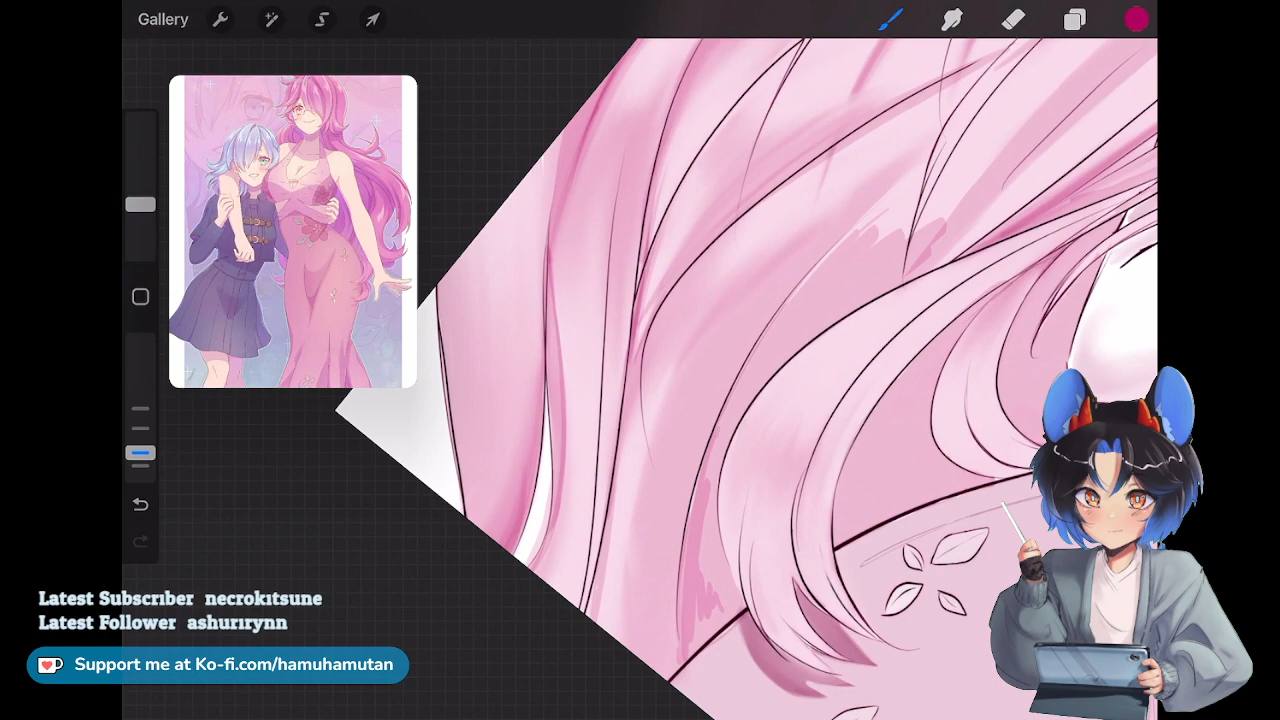 Gallery
Latest Subscriber necrokitsune
Latest Follower ashurirynn
Support me at Ko-fi.com/hamuhamutan